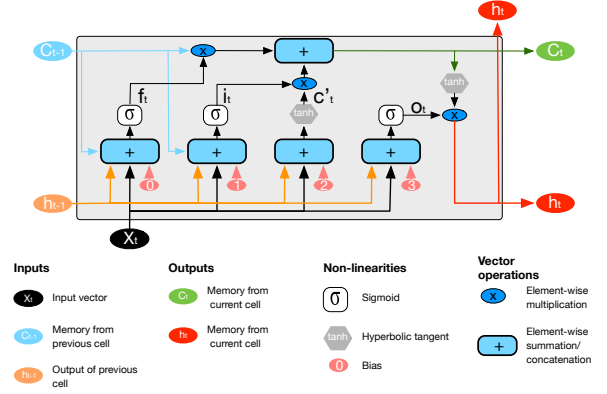 hₜ
Cₜ₋₁
x
+
Cₜ
fₜ
iₜ
x
C'ₜ
tanh
σ
σ
tanh
σ
oₜ
x
+
+
+
+
0
1
2
3
hₜ₋₁
hₜ
Xₜ
Inputs
Outputs
Non-linearities
Vector operations
Xₜ
Input vector
Cₜ
Memory from
current cell
σ
Sigmoid
x
Element-wise
multiplication
Cₜ₋₁
Memory from
previous cell
hₜ
Memory from
current cell
tanh
Hyperbolic tangent
+
Element-wise
summation/
concatenation
hₜ₋₁
Output of previous
cell
0
Bias